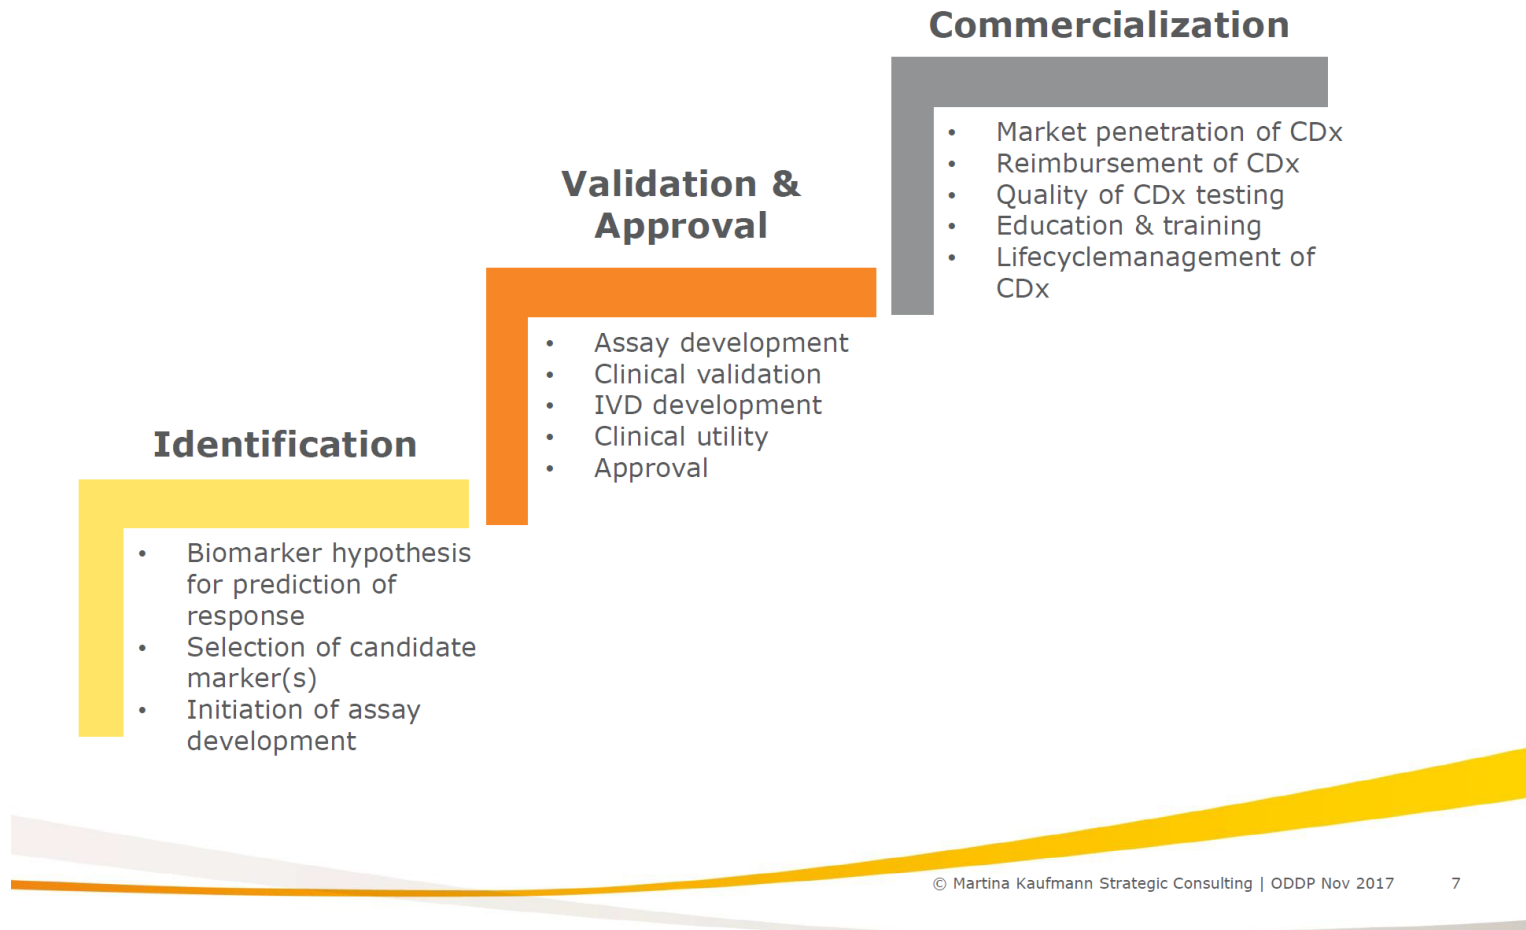 Commercialization
• Market penetration of CDx
• Reimbursement of CDx
• Quality of CDx testing
• Education & training
• Lifecyclemanagement of
CDx
Validation &
Approval
• Assay development
• Clinical validation
• IVD development
• Clinical utility
• Approval
Identification
• Biomarker hypothesis
for prediction of
response
• Selection of candidate
marker(s)
• Initiation of assay
development
© Martina Kaufmann Strategic Consulting | ODDP Nov 2017 7